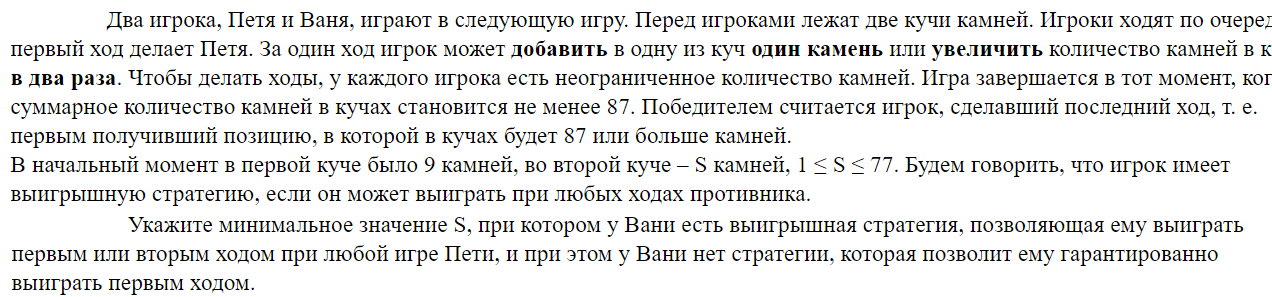 Два игрока, Петя и Ваня, играют в следующую игру. Перед игроками лежат две кучи камней. Игроки ходят по очеред
первый ход делает Петя. За один ход игрок может добавить в одну из куч один камень или увеличить количество камней в к
в два раза. Чтобы делать ходы, у каждого игрока есть неограниченное количество камней. Игра завершается в тот момент, ког
суммарное количество камней в кучах становится не менее 87. Победителем считается игрок, сделавший последний ход, т. е.
первым получивший позицию, в которой в кучах будет 87 или больше камней.
В начальный момент в первой куче было 9 камней, во второй куче – S камней, 1 ≤ S ≤ 77. Будем говорить, что игрок имеет
выигрышную стратегию, если он может выиграть при любых ходах противника.
Укажите минимальное значение S, при котором у Вани есть выигрышная стратегия, позволяющая ему выиграть
первым или вторым ходом при любой игре Пети, и при этом у Вани нет стратегии, которая позволит ему гарантированно
выиграть первым ходом.